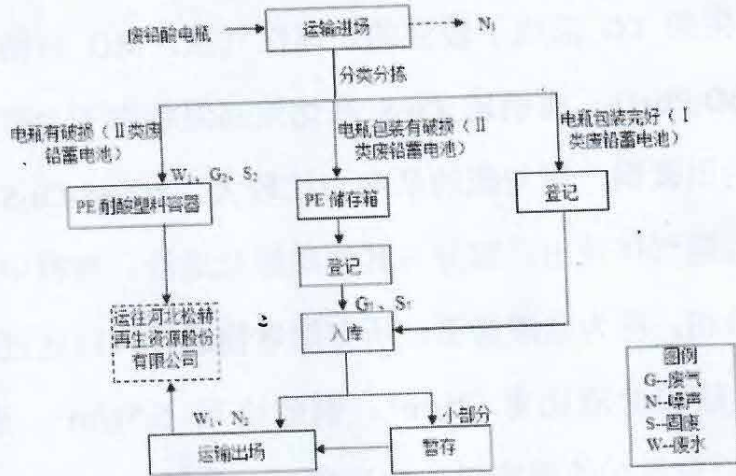 废铅酸电瓶
运输进场
N₁
分类分拣
电瓶有破损（Ⅱ类废
铅蓄电池）
电瓶包装有破损（Ⅱ
类废铅蓄电池）
电瓶包装完好（Ⅰ
类废铅蓄电池）
W₁、G₂、S₂
PE耐酸塑料容器
PE 储存箱
登记
登记
G₁、S₁
运往河北松赫
再生资源股份
有限公司
入库
W₁、N₂
小部分
运输出场
暂存
图例
G--废气
N--噪声
S--固废
W--废水